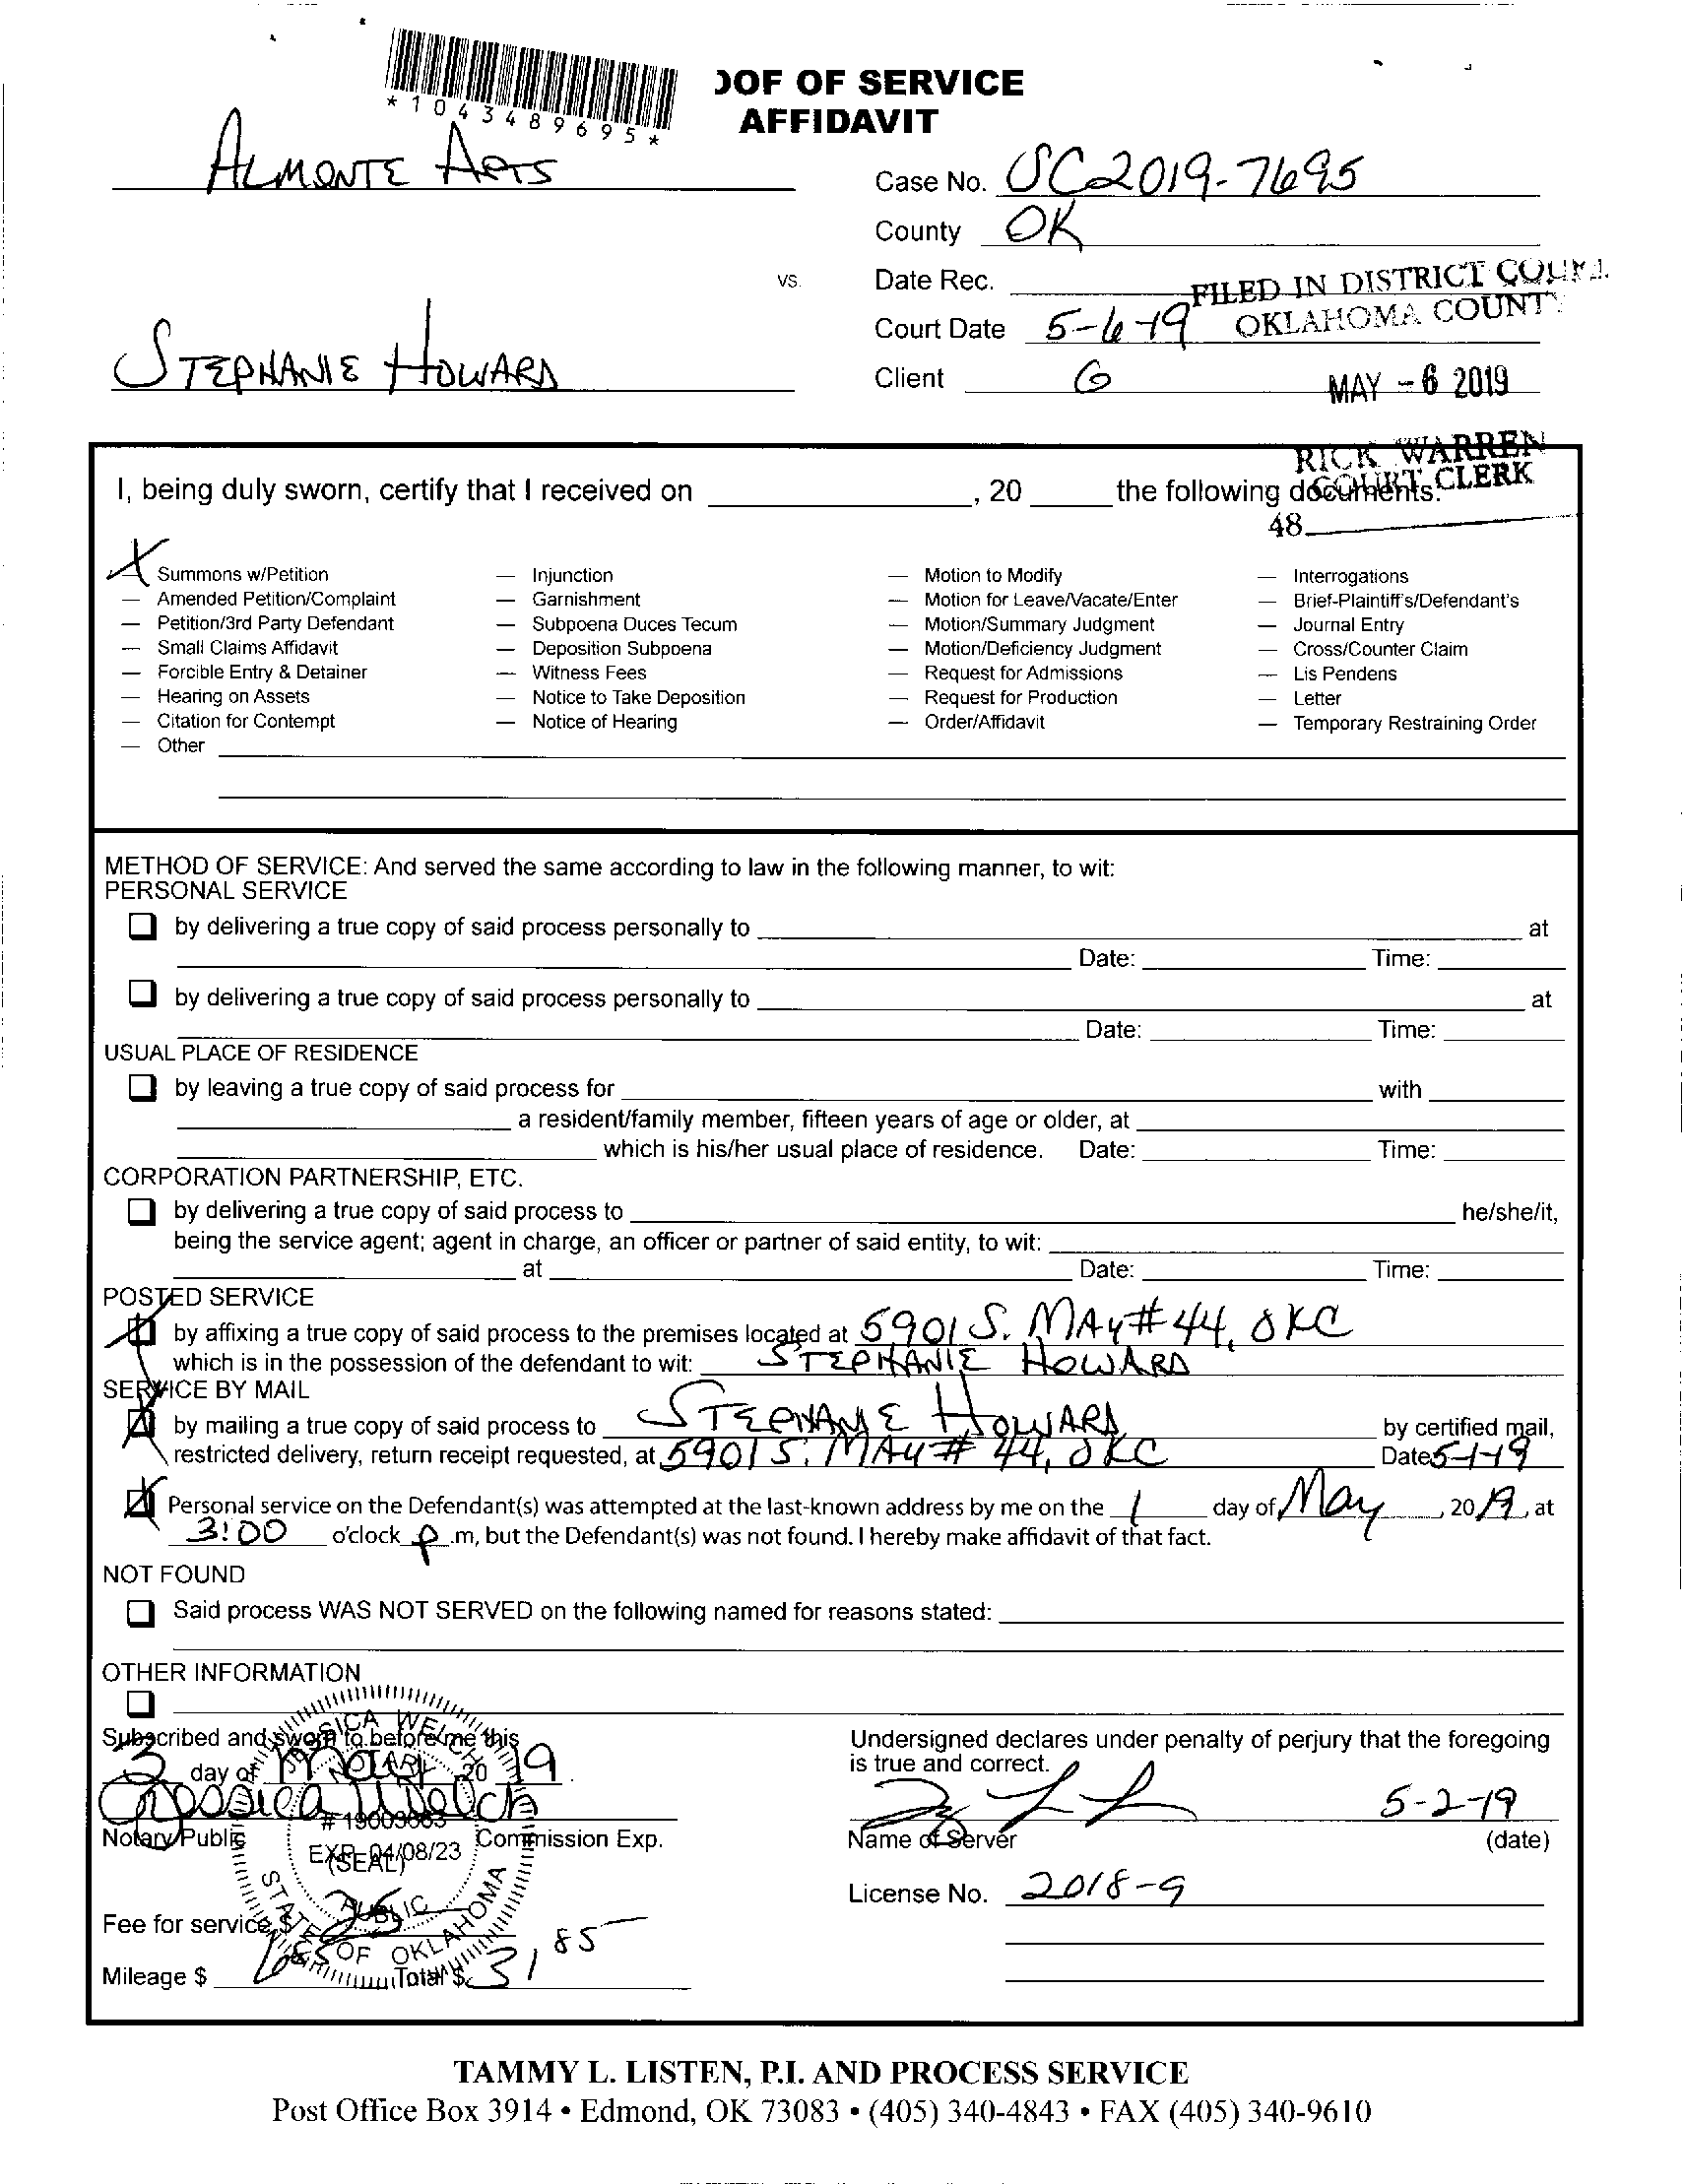 OOF OF SERVICE
AFFIDAVIT
*1043489695*
ALMONTE APTS
Case No. SC2019-7695
County OK
vs. Date Rec.
FILED IN DISTRICT COURT
OKLAHOMA COUNTY
Court Date 5-6-19
STEPHANIE HOWARD
Client G
MAY - 6 2019
RICK WARREN
COURT CLERK
I, being duly sworn, certify that I received on ____, 20 ____ the following documents:
48
X Summons w/Petition — Injunction — Motion to Modify — Interrogations
— Amended Petition/Complaint — Garnishment — Motion for Leave/Vacate/Enter — Brief-Plaintiff's/Defendant's
— Petition/3rd Party Defendant — Subpoena Duces Tecum — Motion/Summary Judgment — Journal Entry
— Small Claims Affidavit — Deposition Subpoena — Motion/Deficiency Judgment — Cross/Counter Claim
— Forcible Entry & Detainer — Witness Fees — Request for Admissions — Lis Pendens
— Hearing on Assets — Notice to Take Deposition — Request for Production — Letter
— Citation for Contempt — Notice of Hearing — Order/Affidavit — Temporary Restraining Order
— Other
METHOD OF SERVICE: And served the same according to law in the following manner, to wit:
PERSONAL SERVICE
by delivering a true copy of said process personally to ____ at
Date: ____ Time:
by delivering a true copy of said process personally to ____ at
Date: ____ Time:
USUAL PLACE OF RESIDENCE
by leaving a true copy of said process for ____ with
a resident/family member, fifteen years of age or older, at
which is his/her usual place of residence. Date: ____ Time:
CORPORATION PARTNERSHIP, ETC.
by delivering a true copy of said process to ____ he/she/it,
being the service agent; agent in charge, an officer or partner of said entity, to wit:
at ____ Date: ____ Time:
POSTED SERVICE
by affixing a true copy of said process to the premises located at 5901 S. MAY #44, OKC
which is in the possession of the defendant to wit: STEPHANIE HOWARD
SERVICE BY MAIL
by mailing a true copy of said process to STEPHANIE HOWARD by certified mail,
restricted delivery, return receipt requested, at 5901 S. MAY # 44, OKC Date 5-1-19
Personal service on the Defendant(s) was attempted at the last-known address by me on the 1 day of May, 2019, at
3:00 o'clock p.m, but the Defendant(s) was not found. I hereby make affidavit of that fact.
NOT FOUND
Said process WAS NOT SERVED on the following named for reasons stated:
OTHER INFORMATION
Subscribed and sworn to before me this
3 day of May 20 19
Jessica Welch
Notary Public (SEAL) Commission Exp.
JESSICA WELCH
NOTARY
# 19003663
EXP. 04/08/23
PUBLIC
STATE OF OKLAHOMA
Undersigned declares under penalty of perjury that the foregoing
is true and correct.
5-2-19
Name of Server (date)
License No. 2018-9
Fee for service $ 25
Mileage $ 6.85 Total $ 31.85
TAMMY L. LISTEN, P.I. AND PROCESS SERVICE
Post Office Box 3914 • Edmond, OK 73083 • (405) 340-4843 • FAX (405) 340-9610